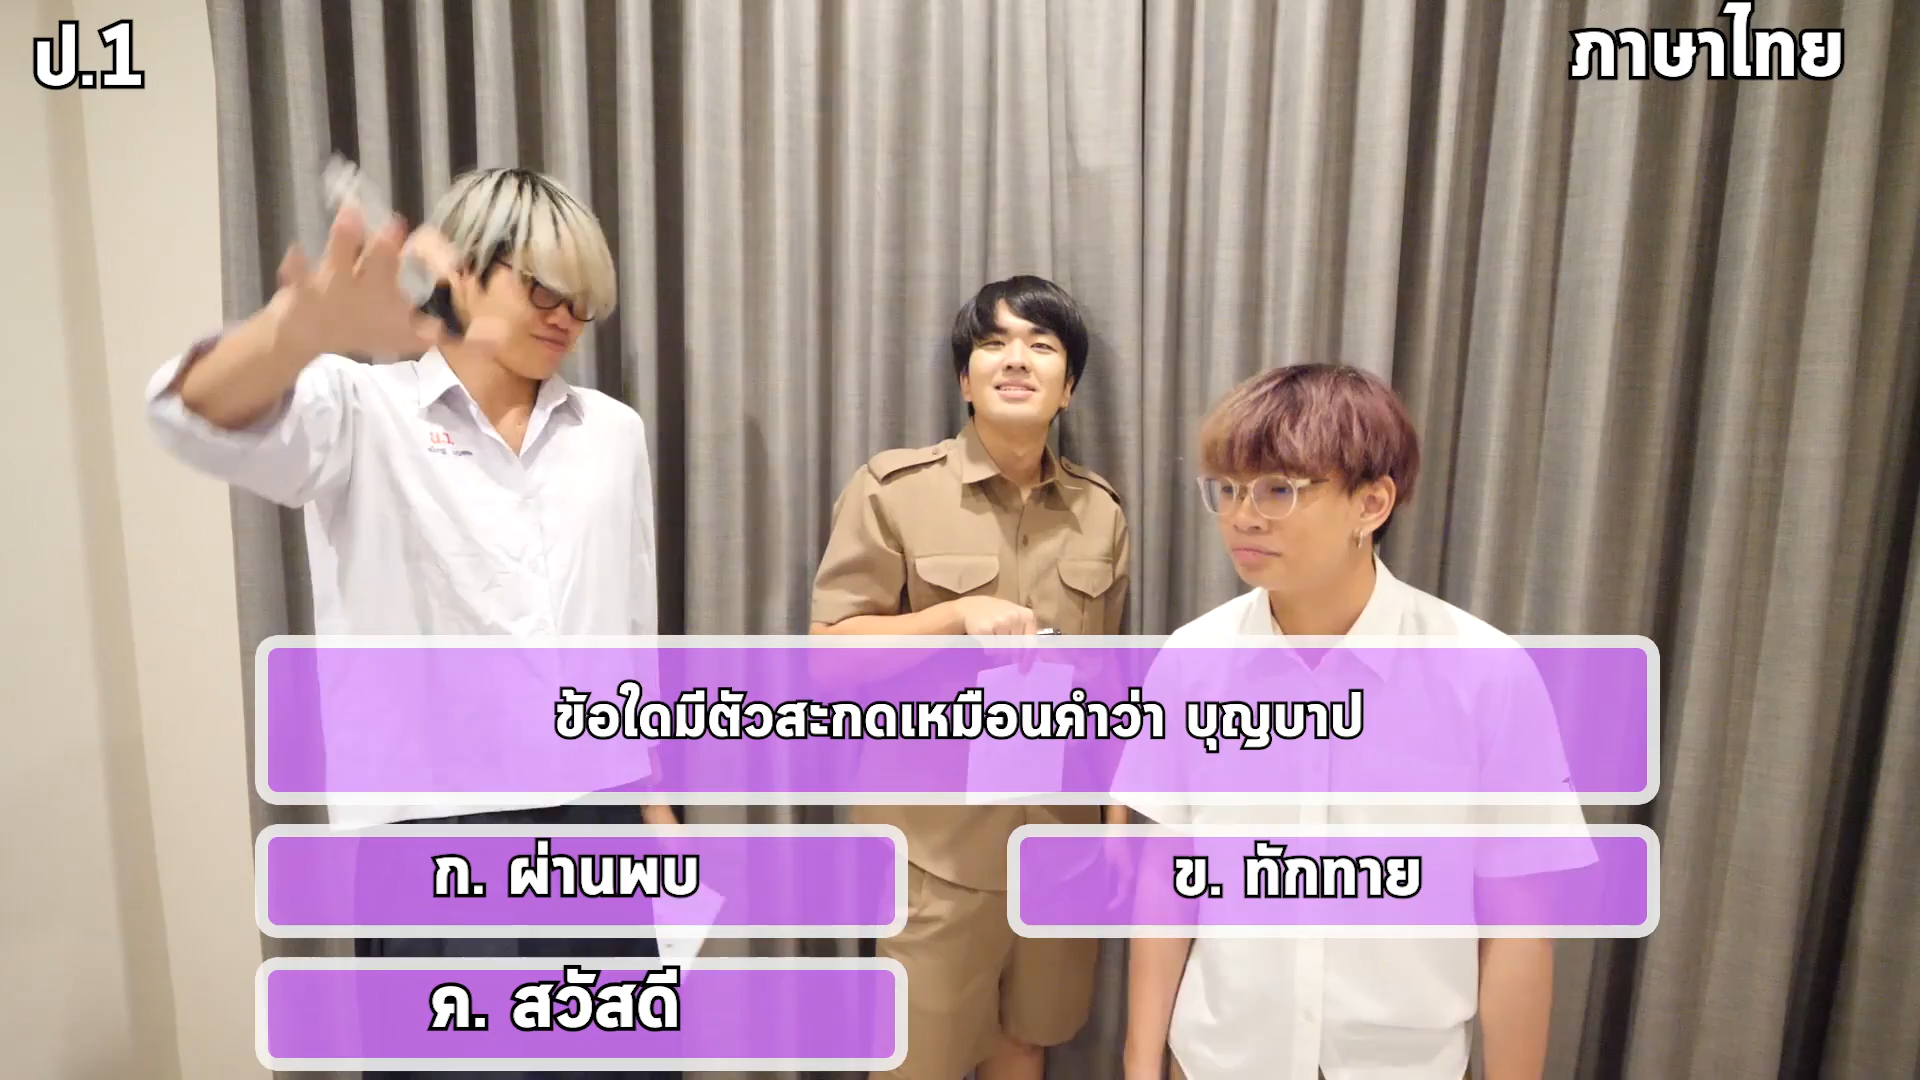 ป.1
ภาษาไทย
น.1
ข้อใดมีตัวสะกดเหมือนคำว่า บุญบาป
ก. ผ่านพบ
ข. ทักทาย
ค. สวัสดี